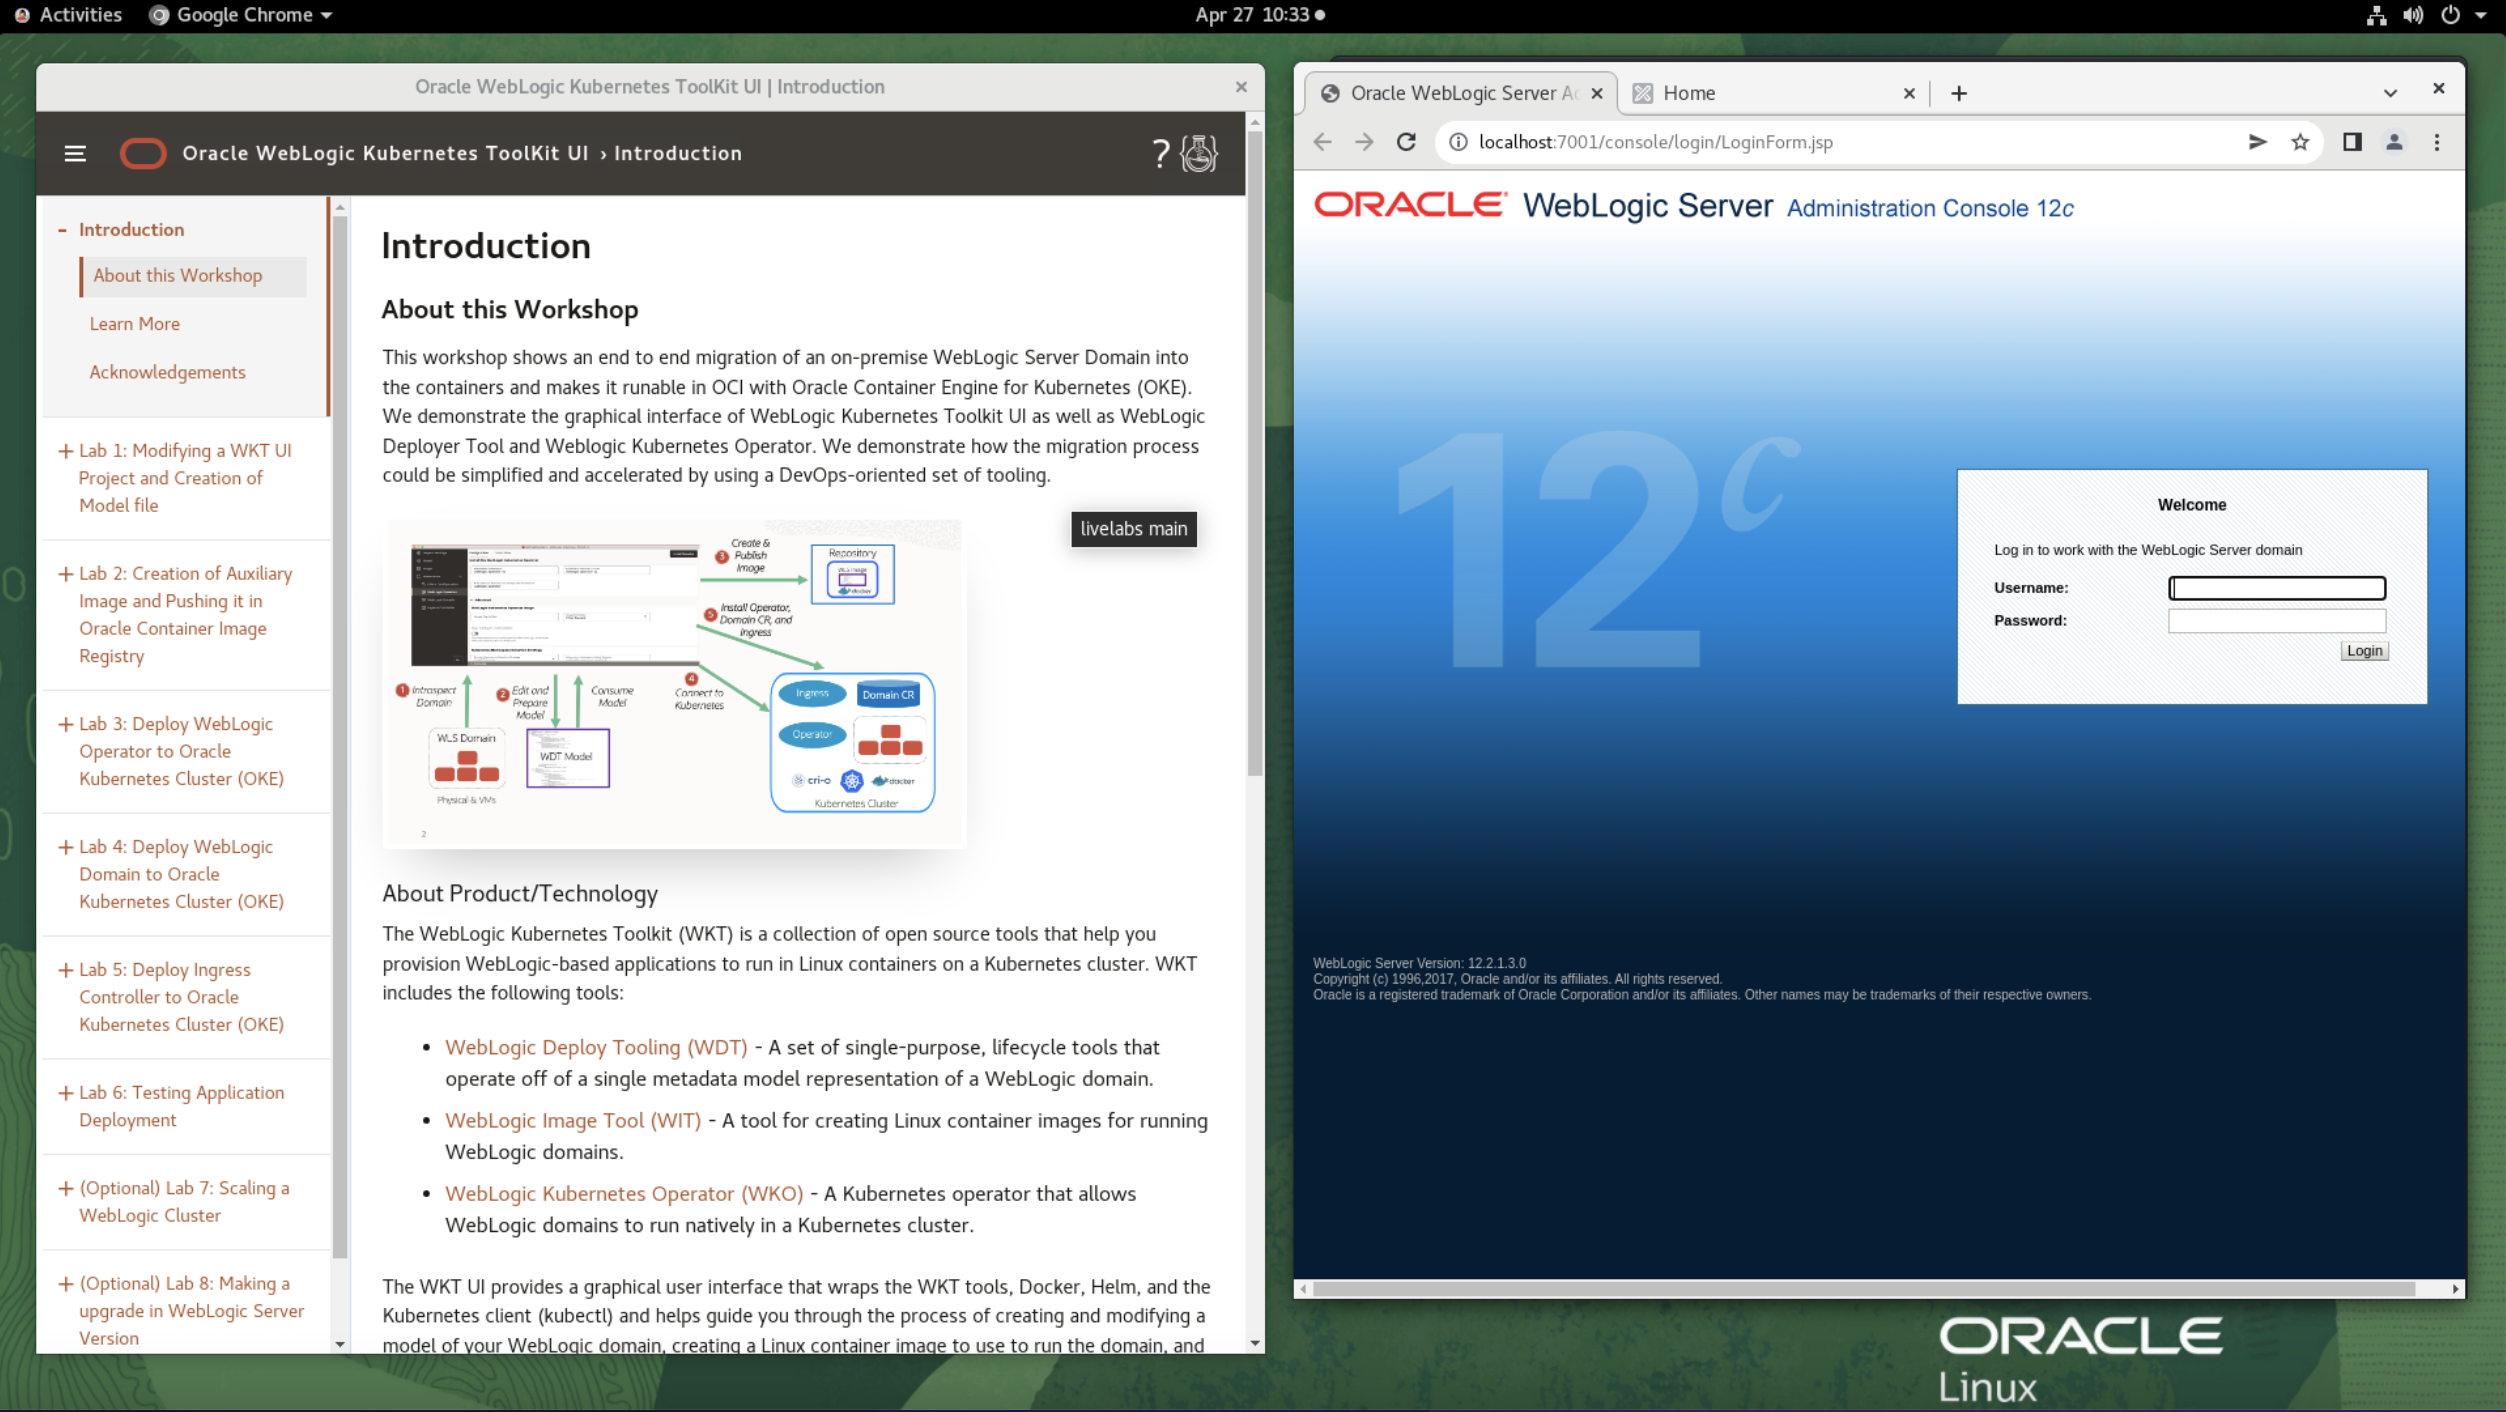 Activities
Google Chrome
Apr 27 10:33
Oracle WebLogic Kubernetes ToolKit UI | Introduction
Oracle WebLogic Kubernetes ToolKit UI › Introduction
?
- Introduction
About this Workshop
Learn More
Acknowledgements
+ Lab 1: Modifying a WKT UI
Project and Creation of
Model file
+ Lab 2: Creation of Auxiliary
Image and Pushing it in
Oracle Container Image
Registry
+ Lab 3: Deploy WebLogic
Operator to Oracle
Kubernetes Cluster (OKE)
+ Lab 4: Deploy WebLogic
Domain to Oracle
Kubernetes Cluster (OKE)
+ Lab 5: Deploy Ingress
Controller to Oracle
Kubernetes Cluster (OKE)
+ Lab 6: Testing Application
Deployment
+ (Optional) Lab 7: Scaling a
WebLogic Cluster
+ (Optional) Lab 8: Making a
upgrade in WebLogic Server
Version
Introduction
About this Workshop
This workshop shows an end to end migration of an on-premise WebLogic Server Domain into
the containers and makes it runable in OCI with Oracle Container Engine for Kubernetes (OKE).
We demonstrate the graphical interface of WebLogic Kubernetes Toolkit UI as well as WebLogic
Deployer Tool and Weblogic Kubernetes Operator. We demonstrate how the migration process
could be simplified and accelerated by using a DevOps-oriented set of tooling.
livelabs main
3 Create &
Publish
Image
Repository
WLS Image
docker
5 Install Operator,
Domain CR, and
Ingress
1 Introspect
Domain
2 Edit and
Prepare
Model
Consume
Model
4
Connect to
Kubernetes
Ingress
Domain CR
Operator
WLS Domain
WDT Model
Physical & VMs
cri-o
docker
Kubernetes Cluster
2
About Product/Technology
The WebLogic Kubernetes Toolkit (WKT) is a collection of open source tools that help you
provision WebLogic-based applications to run in Linux containers on a Kubernetes cluster. WKT
includes the following tools:
• WebLogic Deploy Tooling (WDT) - A set of single-purpose, lifecycle tools that
operate off of a single metadata model representation of a WebLogic domain.
• WebLogic Image Tool (WIT) - A tool for creating Linux container images for running
WebLogic domains.
• WebLogic Kubernetes Operator (WKO) - A Kubernetes operator that allows
WebLogic domains to run natively in a Kubernetes cluster.
The WKT UI provides a graphical user interface that wraps the WKT tools, Docker, Helm, and the
Kubernetes client (kubectl) and helps guide you through the process of creating and modifying a
model of your WebLogic domain, creating a Linux container image to use to run the domain, and
Oracle WebLogic Server Ac
Home
localhost:7001/console/login/LoginForm.jsp
ORACLE WebLogic Server Administration Console 12c
12c
Welcome
Log in to work with the WebLogic Server domain
Username:
Password:
Login
WebLogic Server Version: 12.2.1.3.0
Copyright (c) 1996,2017, Oracle and/or its affiliates. All rights reserved.
Oracle is a registered trademark of Oracle Corporation and/or its affiliates. Other names may be trademarks of their respective owners.
ORACLE
Linux